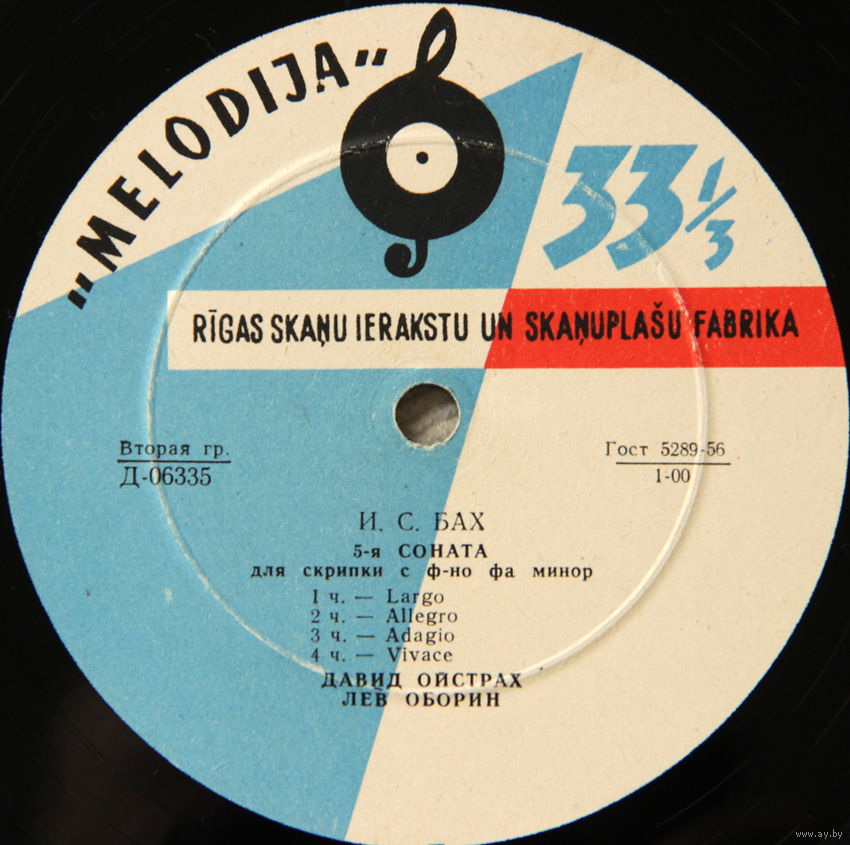 "MELODIJA"
33 1/3
RĪGAS SKAŅU IERAKSTU UN SKAŅUPLAŠU FABRIKA
Вторая гр.
Д-06335
Гост 5289-56
1-00
И. С. БАХ
5-я СОНАТА
для скрипки с ф-но фа минор
1 ч. — Largo
2 ч. — Allegro
3 ч. — Adagio
4 ч. — Vivace
ДАВИД ОЙСТРАХ
ЛЕВ ОБОРИН
www.ay.by